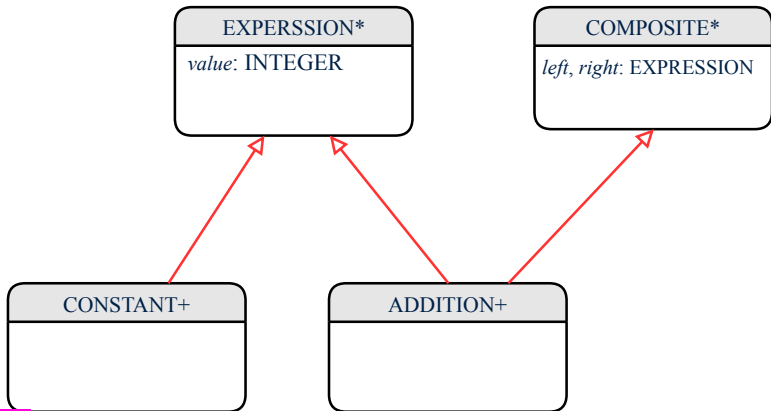 EXPERSSION*
value: INTEGER
COMPOSITE*
left, right: EXPRESSION
CONSTANT+
ADDITION+